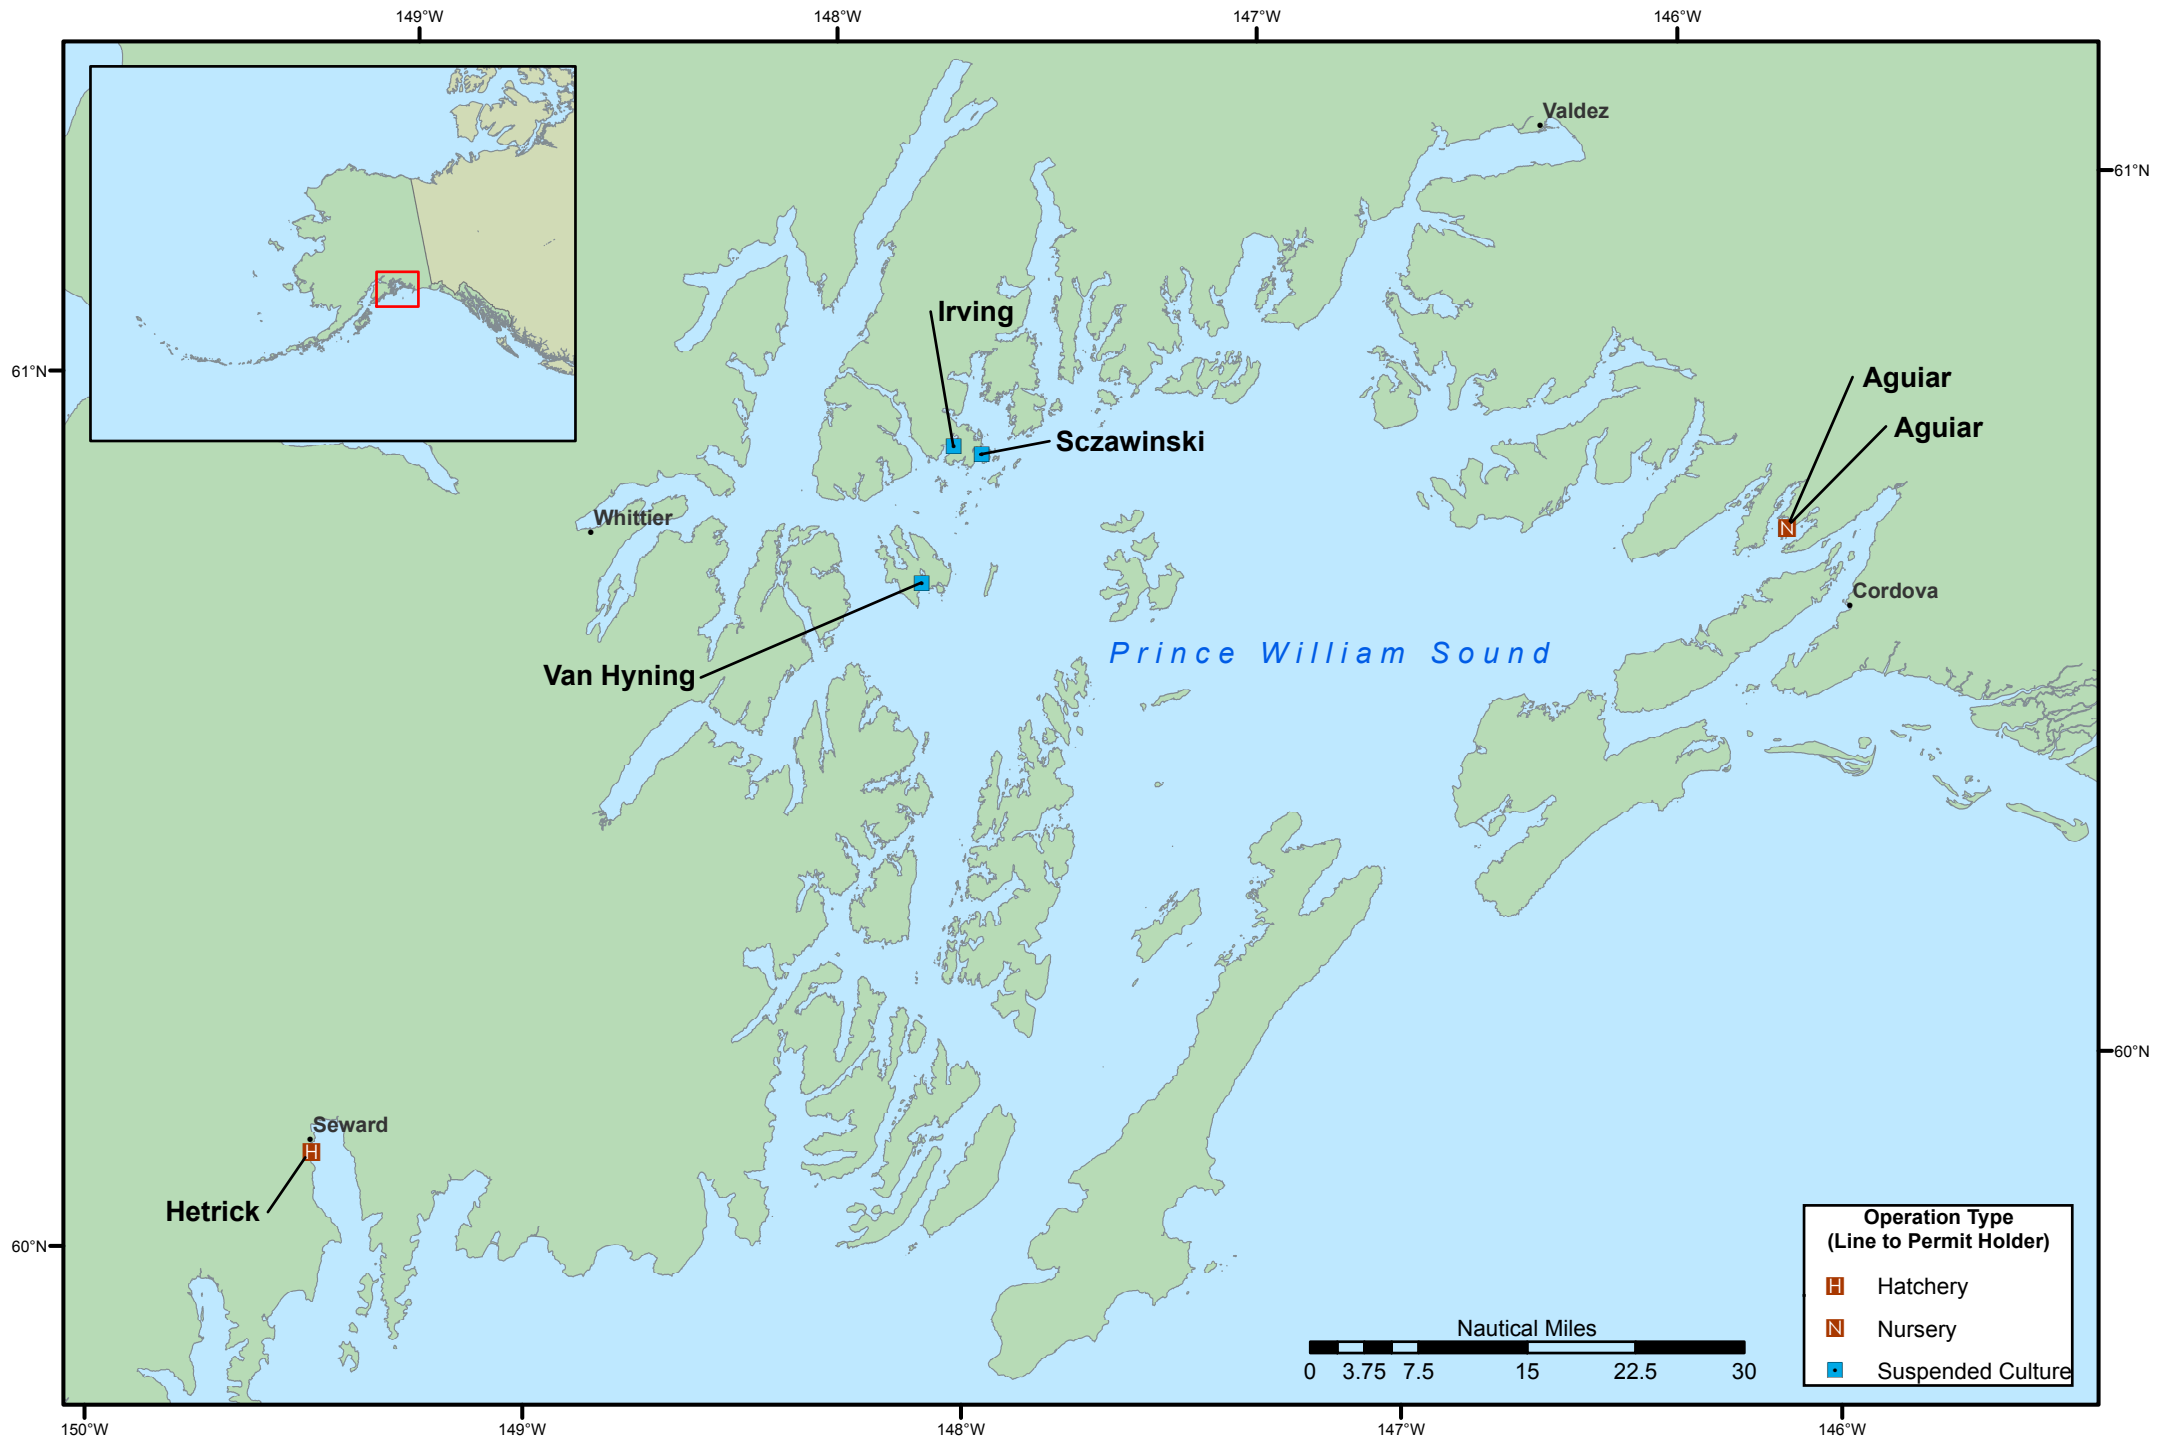 149°W
148°W
147°W
146°W
Valdez
61°N
Irving
61°N
Aguiar
Aguiar
Sczawinski
Whittier
Cordova
Prince William Sound
Van Hyning
60°N
Seward
Hetrick
60°N
Operation Type
(Line to Permit Holder)
H Hatchery
N Nursery
Suspended Culture
Nautical Miles
0 3.75 7.5 15 22.5 30
150°W
149°W
148°W
147°W
146°W